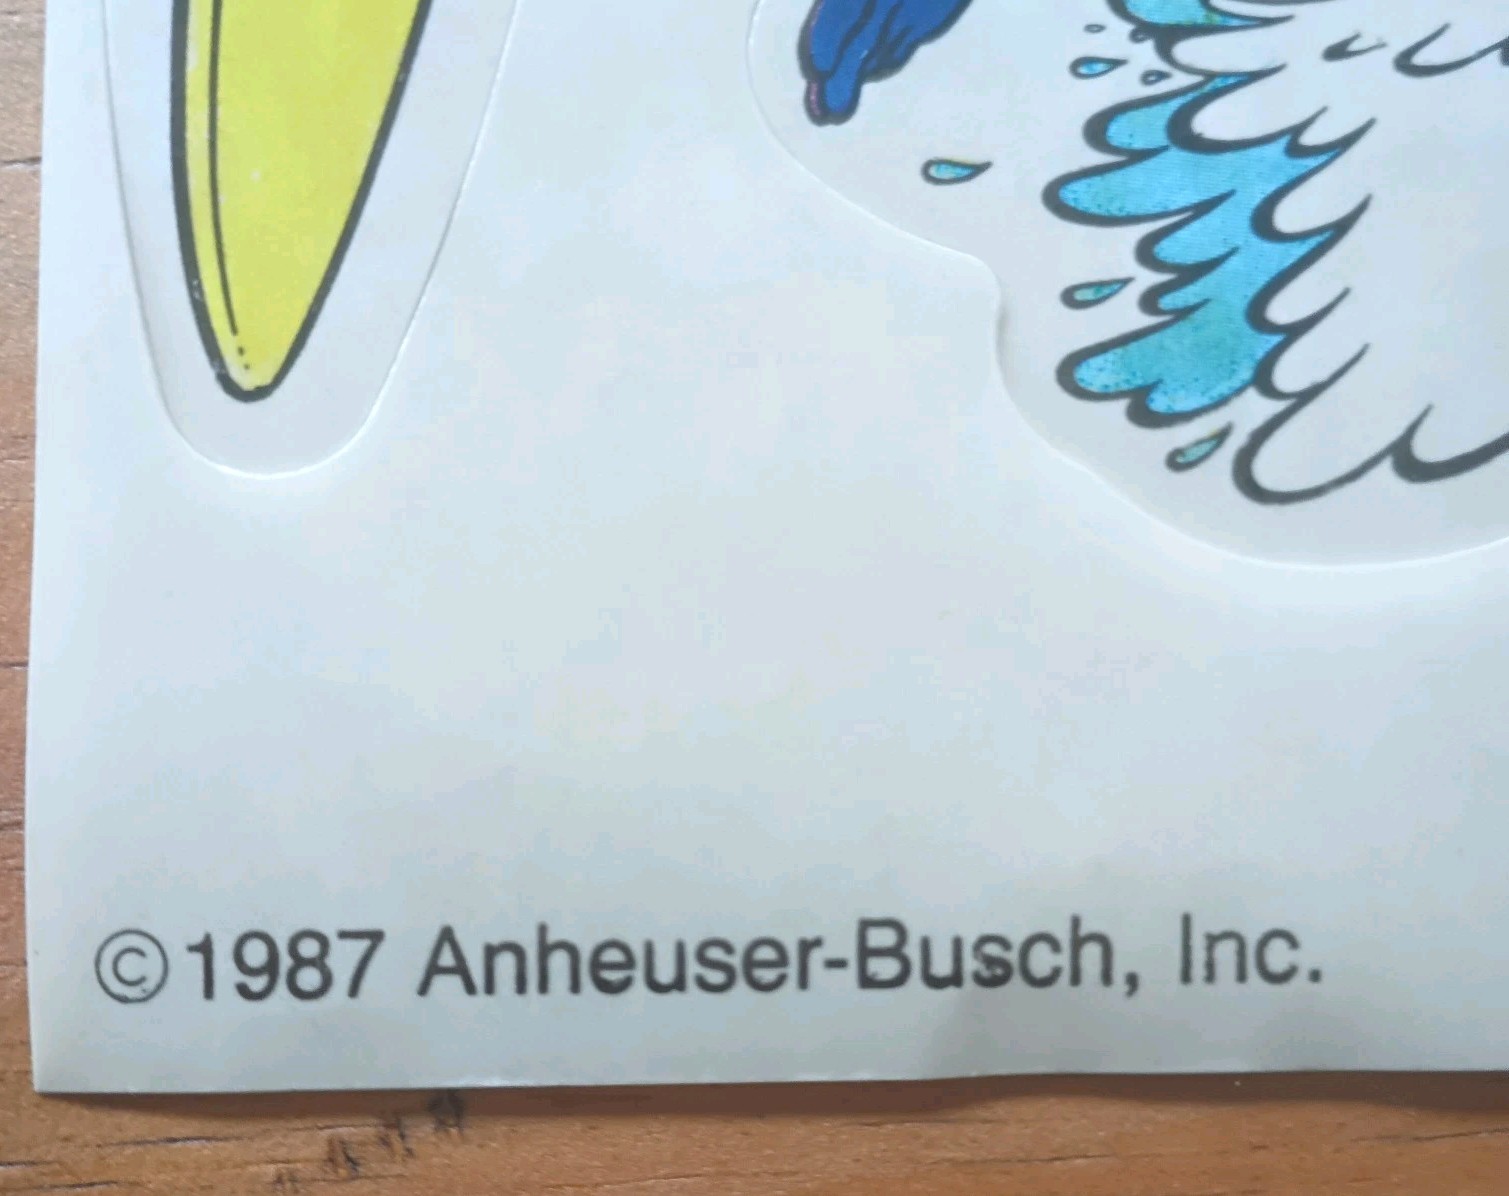 ©1987 Anheuser-Busch, Inc.